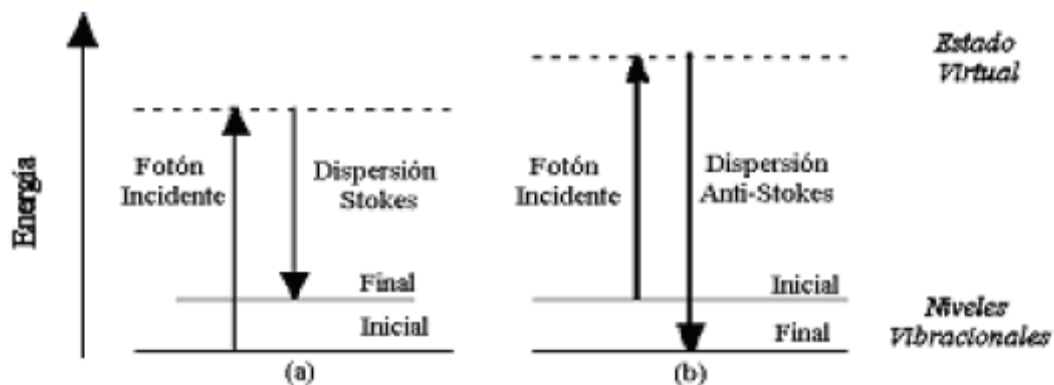 Energía
Fotón
Incidente
Dispersión
Stokes
Final
Inicial
(a)
Fotón
Incidente
Dispersión
Anti-Stokes
Inicial
Final
(b)
Estado
Virtual
Niveles
Vibracionales